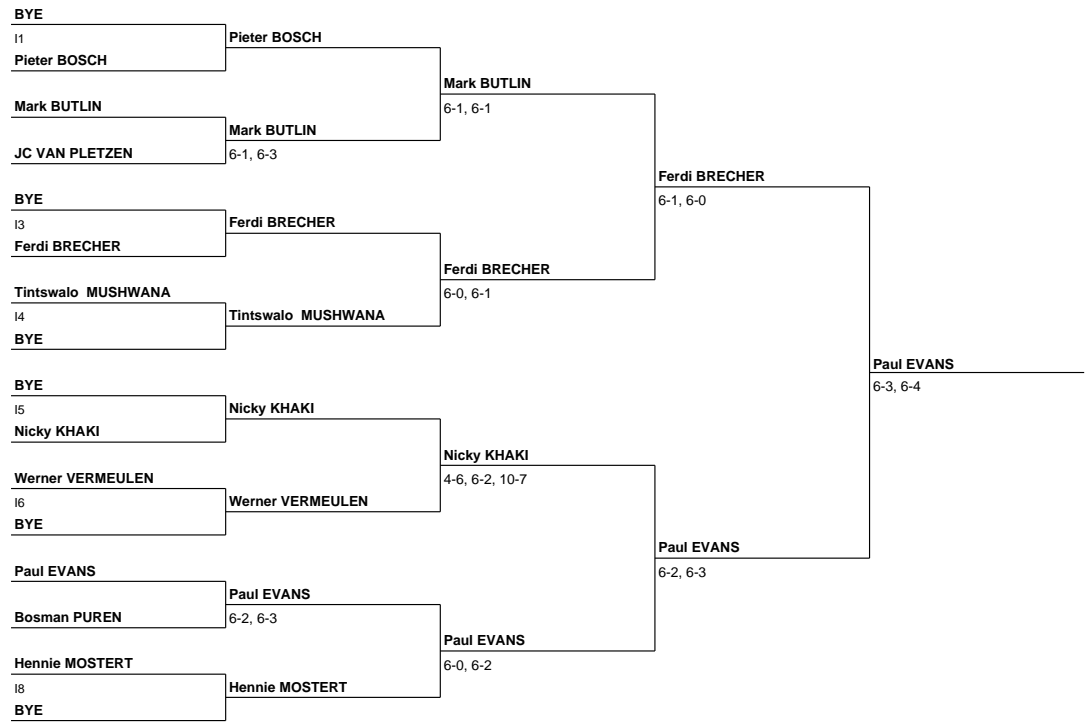 BYE
I1
Pieter BOSCH
Pieter BOSCH
Mark BUTLIN
6-1, 6-1
Mark BUTLIN
Mark BUTLIN
6-1, 6-3
JC VAN PLETZEN
Ferdi BRECHER
6-1, 6-0
BYE
I3
Ferdi BRECHER
Ferdi BRECHER
Ferdi BRECHER
6-0, 6-1
Tintswalo  MUSHWANA
I4
Tintswalo  MUSHWANA
BYE
Paul EVANS
6-3, 6-4
BYE
I5
Nicky KHAKI
Nicky KHAKI
Nicky KHAKI
4-6, 6-2, 10-7
Werner VERMEULEN
I6
Werner VERMEULEN
BYE
Paul EVANS
6-2, 6-3
Paul EVANS
Paul EVANS
6-2, 6-3
Bosman PUREN
Paul EVANS
6-0, 6-2
Hennie MOSTERT
I8
Hennie MOSTERT
BYE